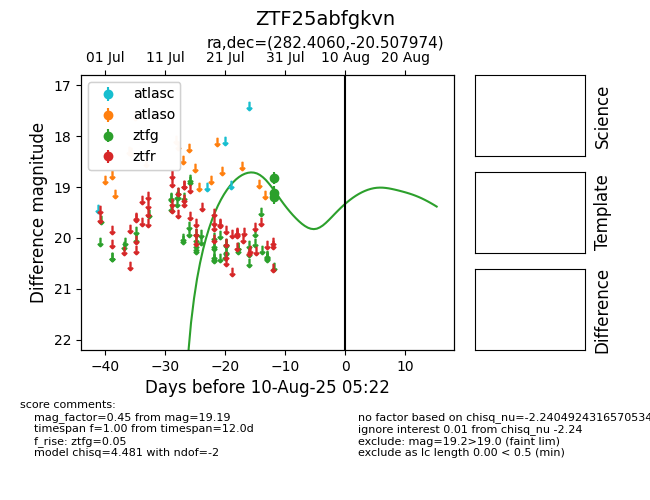 ZTF25abfgkvn
ra,dec=(282.4060,-20.507974)
01 Jul 11 Jul 21 Jul 31 Jul 10 Aug 20 Aug
17
18
19
20
21
22
Difference magnitude
atlasc
atlaso
ztfg
ztfr
Science
Template
Difference
−40 −30 −20 −10 0 10
Days before 10-Aug-25 05:22
score comments:
mag_factor=0.45 from mag=19.19
timespan f=1.00 from timespan=12.0d
f_rise: ztfg=0.05
model chisq=4.481 with ndof=-2
no factor based on chisq_nu=-2.2404924316570534
ignore interest 0.01 from chisq_nu -2.24
exclude: mag=19.2>19.0 (faint lim)
exclude as lc length 0.00 < 0.5 (min)